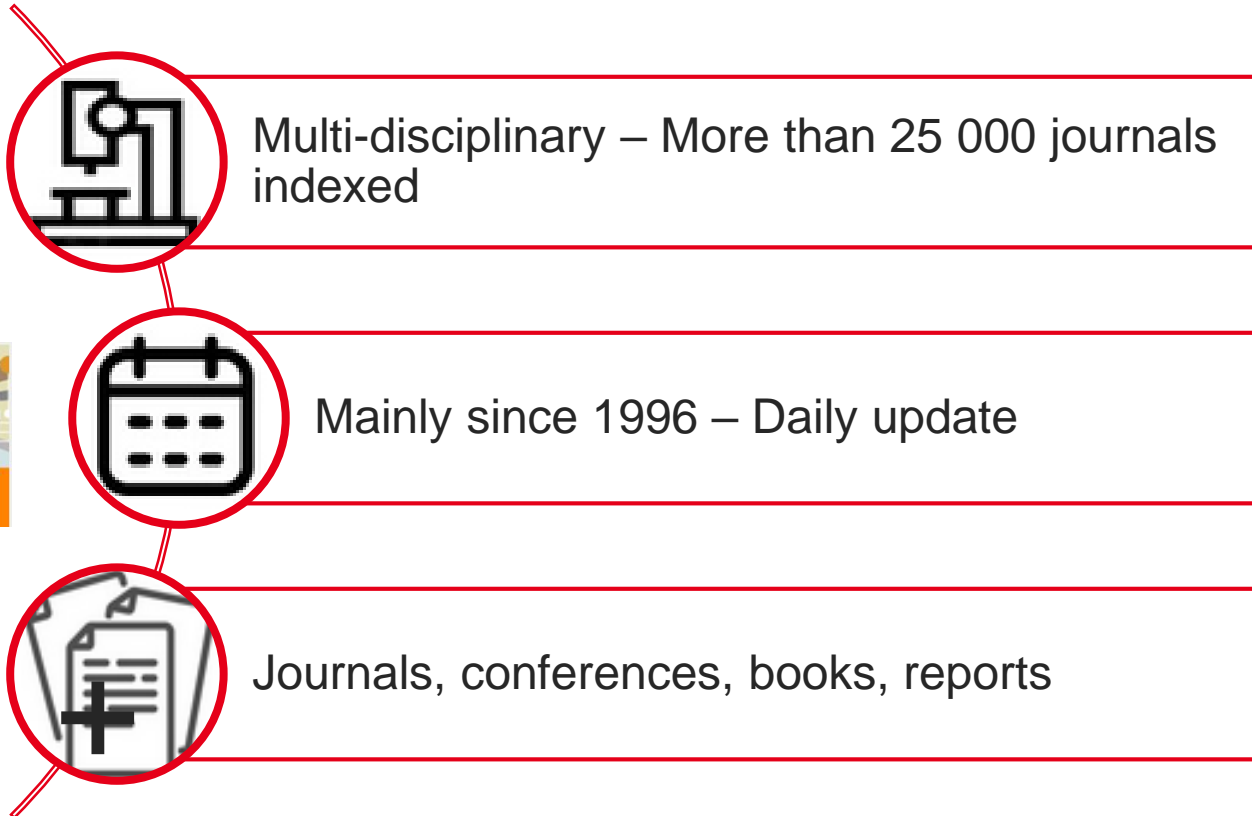 Multi-disciplinary – More than 25 000 journals
indexed
Mainly since 1996 – Daily update
Journals, conferences, books, reports